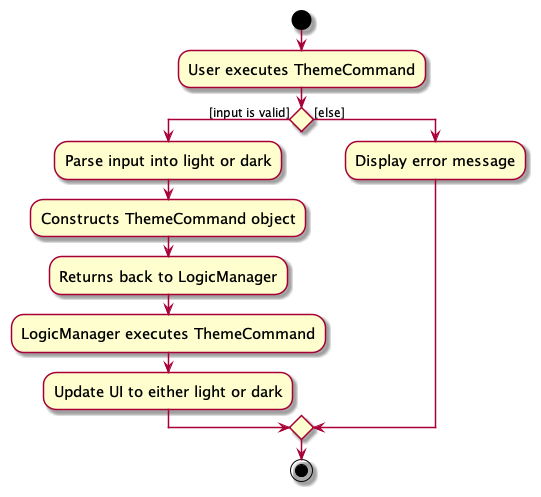 User executes ThemeCommand
[input is valid]
[else]
Parse input into light or dark
Display error message
Constructs ThemeCommand object
Returns back to LogicManager
LogicManager executes ThemeCommand
Update UI to either light or dark